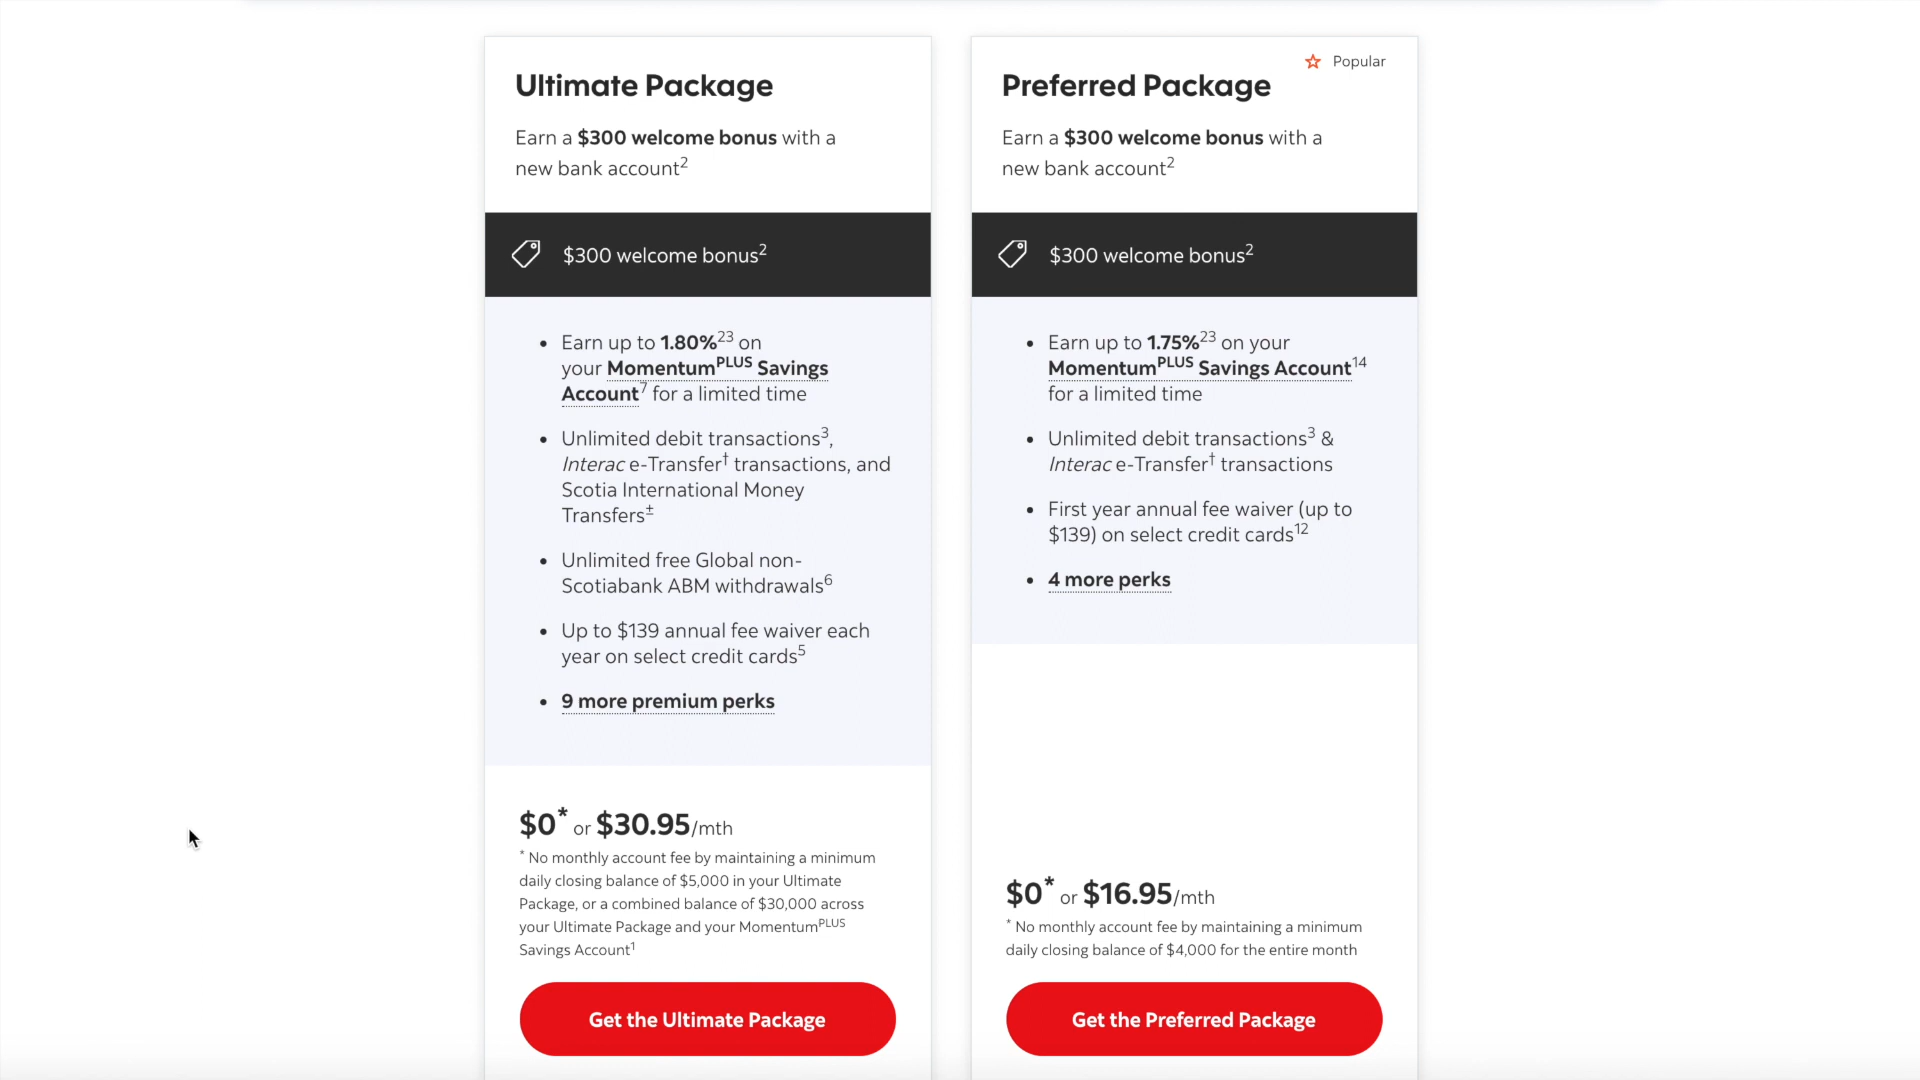 Ultimate Package
Earn a $300 welcome bonus with a
new bank account2
$300 welcome bonus2
• Earn up to 1.80%23 on
your MomentumPLUS Savings
Account7 for a limited time
• Unlimited debit transactions3,
Interac e-Transfer† transactions, and
Scotia International Money
Transfers±
• Unlimited free Global non-
Scotiabank ABM withdrawals6
• Up to $139 annual fee waiver each
year on select credit cards5
• 9 more premium perks
$0* or $30.95/mth
* No monthly account fee by maintaining a minimum
daily closing balance of $5,000 in your Ultimate
Package, or a combined balance of $30,000 across
your Ultimate Package and your MomentumPLUS
Savings Account1
Get the Ultimate Package
Popular
Preferred Package
Earn a $300 welcome bonus with a
new bank account2
$300 welcome bonus2
• Earn up to 1.75%23 on your
MomentumPLUS Savings Account14
for a limited time
• Unlimited debit transactions3 &
Interac e-Transfer† transactions
• First year annual fee waiver (up to
$139) on select credit cards12
• 4 more perks
$0* or $16.95/mth
* No monthly account fee by maintaining a minimum
daily closing balance of $4,000 for the entire month
Get the Preferred Package